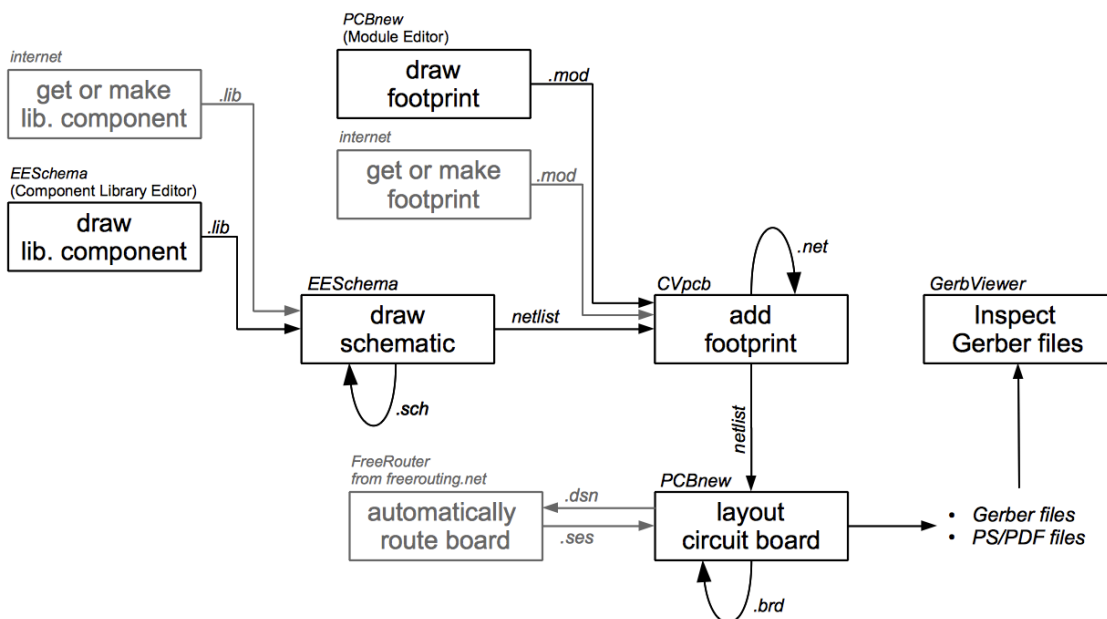 PCBnew
(Module Editor)
draw
footprint
.mod
internet
get or make
lib. component
.lib
internet
get or make
footprint
.mod
EESchema
(Component Library Editor)
draw
lib. component
.lib
EESchema
draw
schematic
.sch
netlist
CVpcb
add
footprint
.net
GerbViewer
Inspect
Gerber files
netlist
FreeRouter
from freerouting.net
automatically
route board
.dsn
.ses
PCBnew
layout
circuit board
.brd
• Gerber files
• PS/PDF files